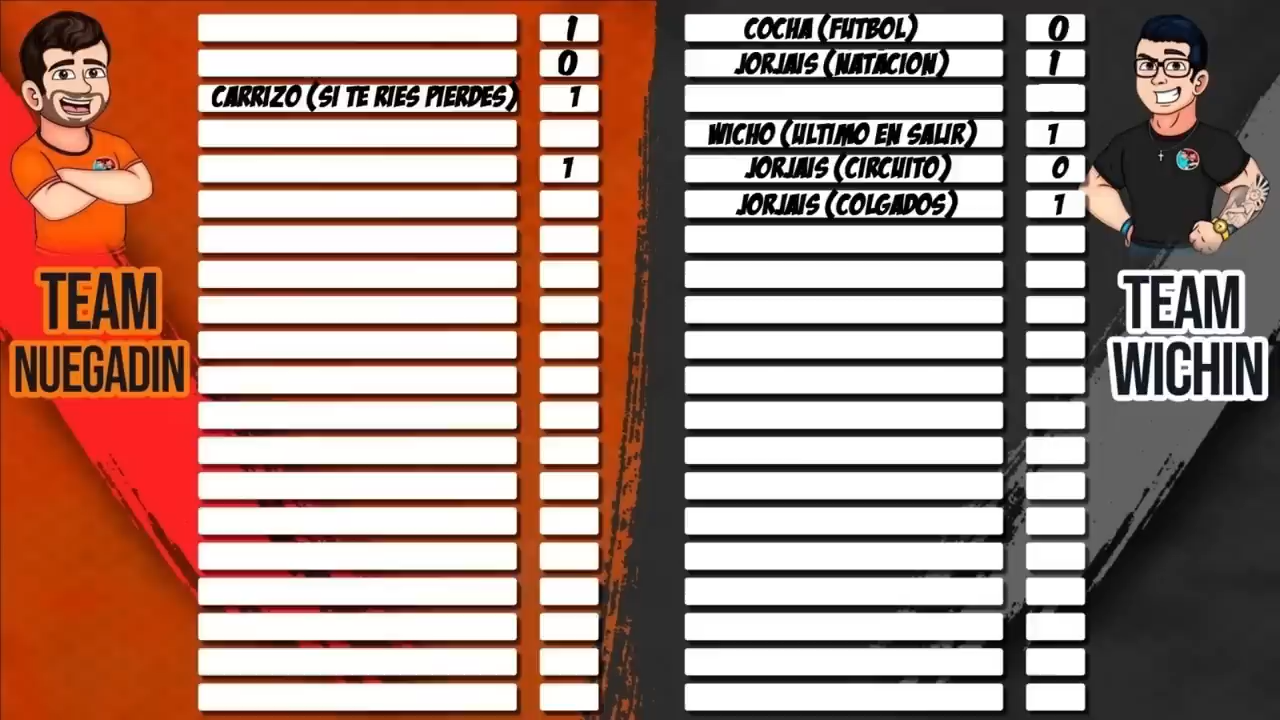 1 COCHA (FUTBOL) 0
0 JORJAIS (NATACION) 1
CARRIZO (SI TE RIES PIERDES) 1
WICHO (ULTIMO EN SALIR) 1
1 JORJAIS (CIRCUITO) 0
JORJAIS (COLGADOS) 1
TEAM
NUEGADIN
TEAM
WICHIN